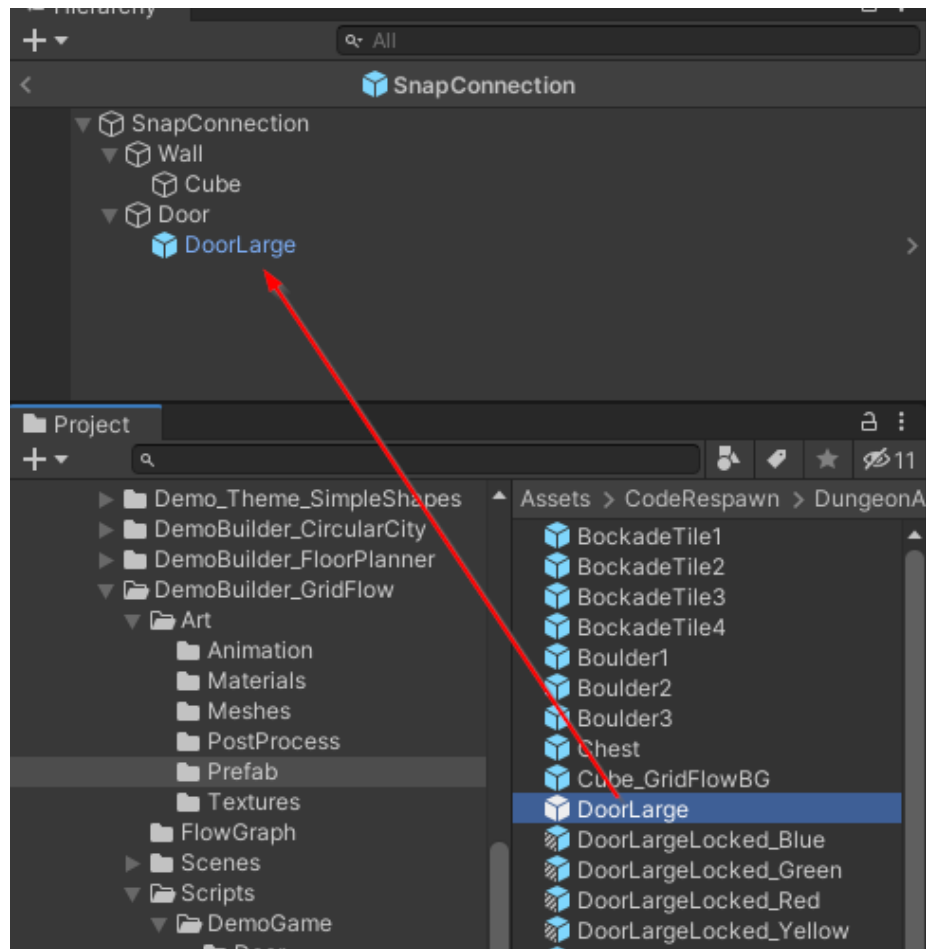 Hierarchy
All
SnapConnection
SnapConnection
Wall
Cube
Door
DoorLarge
Project
11
Demo_Theme_SimpleShapes
DemoBuilder_CircularCity
DemoBuilder_FloorPlanner
DemoBuilder_GridFlow
Art
Animation
Materials
Meshes
PostProcess
Prefab
Textures
FlowGraph
Scenes
Scripts
DemoGame
Door
Assets > CodeRespawn > DungeonA
BockadeTile1
BockadeTile2
BockadeTile3
BockadeTile4
Boulder1
Boulder2
Boulder3
Chest
Cube_GridFlowBG
DoorLarge
DoorLargeLocked_Blue
DoorLargeLocked_Green
DoorLargeLocked_Red
DoorLargeLocked_Yellow